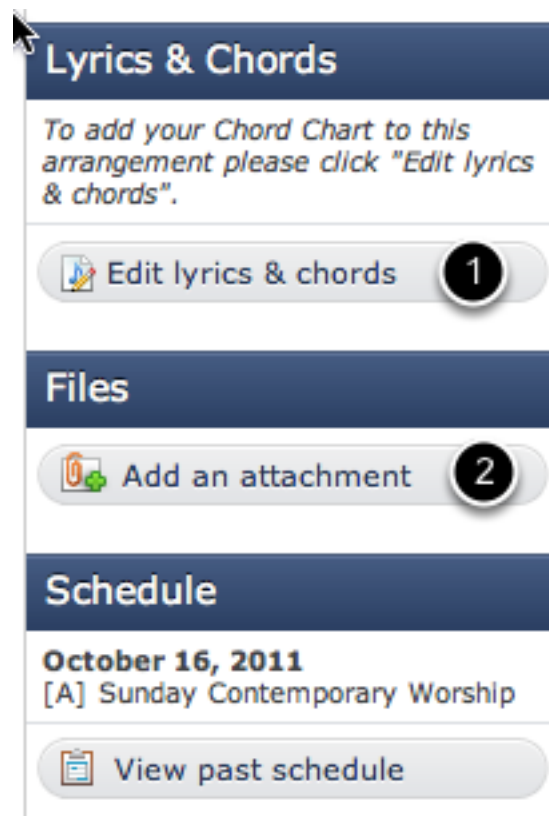 Lyrics & Chords
To add your Chord Chart to this
arrangement please click "Edit lyrics
& chords".
Edit lyrics & chords 1
Files
Add an attachment 2
Schedule
October 16, 2011
[A] Sunday Contemporary Worship
View past schedule